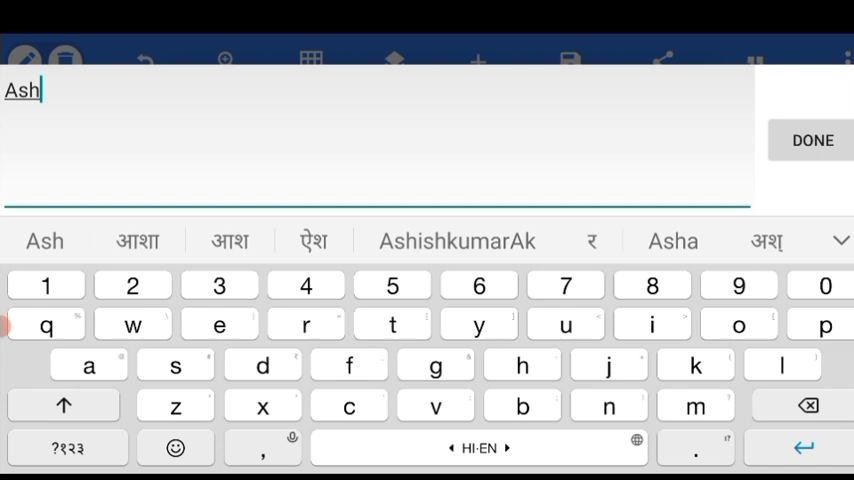 Ash
DONE
Ash आशा आश ऐश AshishkumarAk र Asha अश्
1 2 3 4 5 6 7 8 9 0
q w e r t y u i o p
a s d f g h j k l
z x c v b n m
?१२३ , HI-EN .